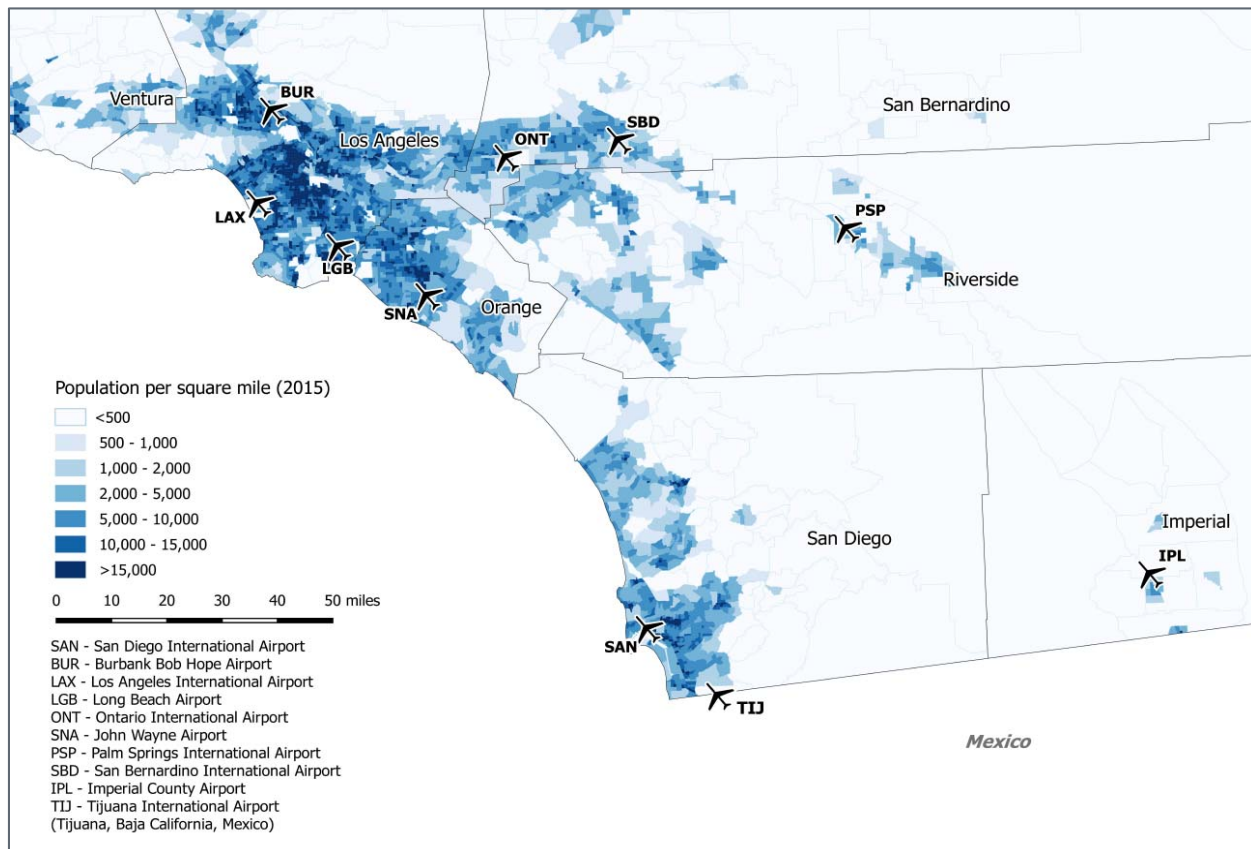 Ventura
BUR
Los Angeles
ONT
SBD
San Bernardino
LAX
LGB
SNA
Orange
PSP
Riverside
Population per square mile (2015)
<500
500 - 1,000
1,000 - 2,000
2,000 - 5,000
5,000 - 10,000
10,000 - 15,000
>15,000
0 10 20 30 40 50 miles
San Diego
Imperial
IPL
SAN
TIJ
Mexico
SAN - San Diego International Airport
BUR - Burbank Bob Hope Airport
LAX - Los Angeles International Airport
LGB - Long Beach Airport
ONT - Ontario International Airport
SNA - John Wayne Airport
PSP - Palm Springs International Airport
SBD - San Bernardino International Airport
IPL - Imperial County Airport
TIJ - Tijuana International Airport
(Tijuana, Baja California, Mexico)